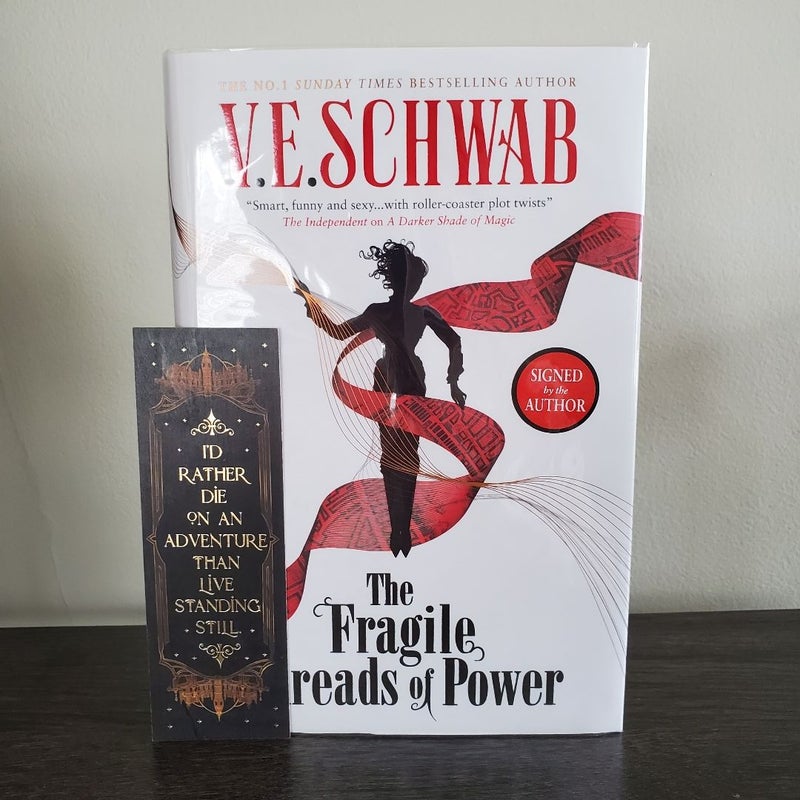 THE NO.1 SUNDAY TIMES BESTSELLING AUTHOR
V.E.SCHWAB
“Smart, funny and sexy...with roller-coaster plot twists”
The Independent on A Darker Shade of Magic
SIGNED
by the
AUTHOR
The
Fragile
reads of Power
I'D
RATHER
DIE
ON AN
ADVENTURE
THAN
LIVE
STANDING
STILL